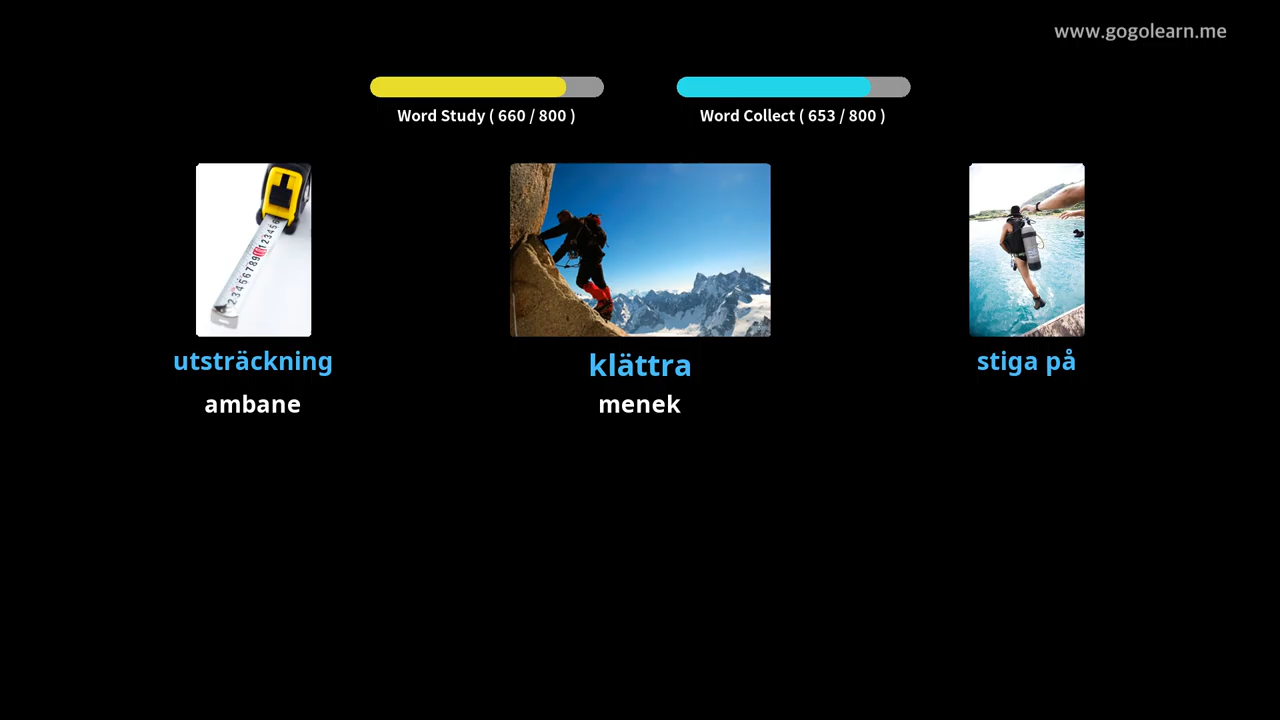 www.gogolearn.me
Word Study ( 660 / 800 )
Word Collect ( 653 / 800 )
utsträckning
klättra
stiga på
ambane
menek